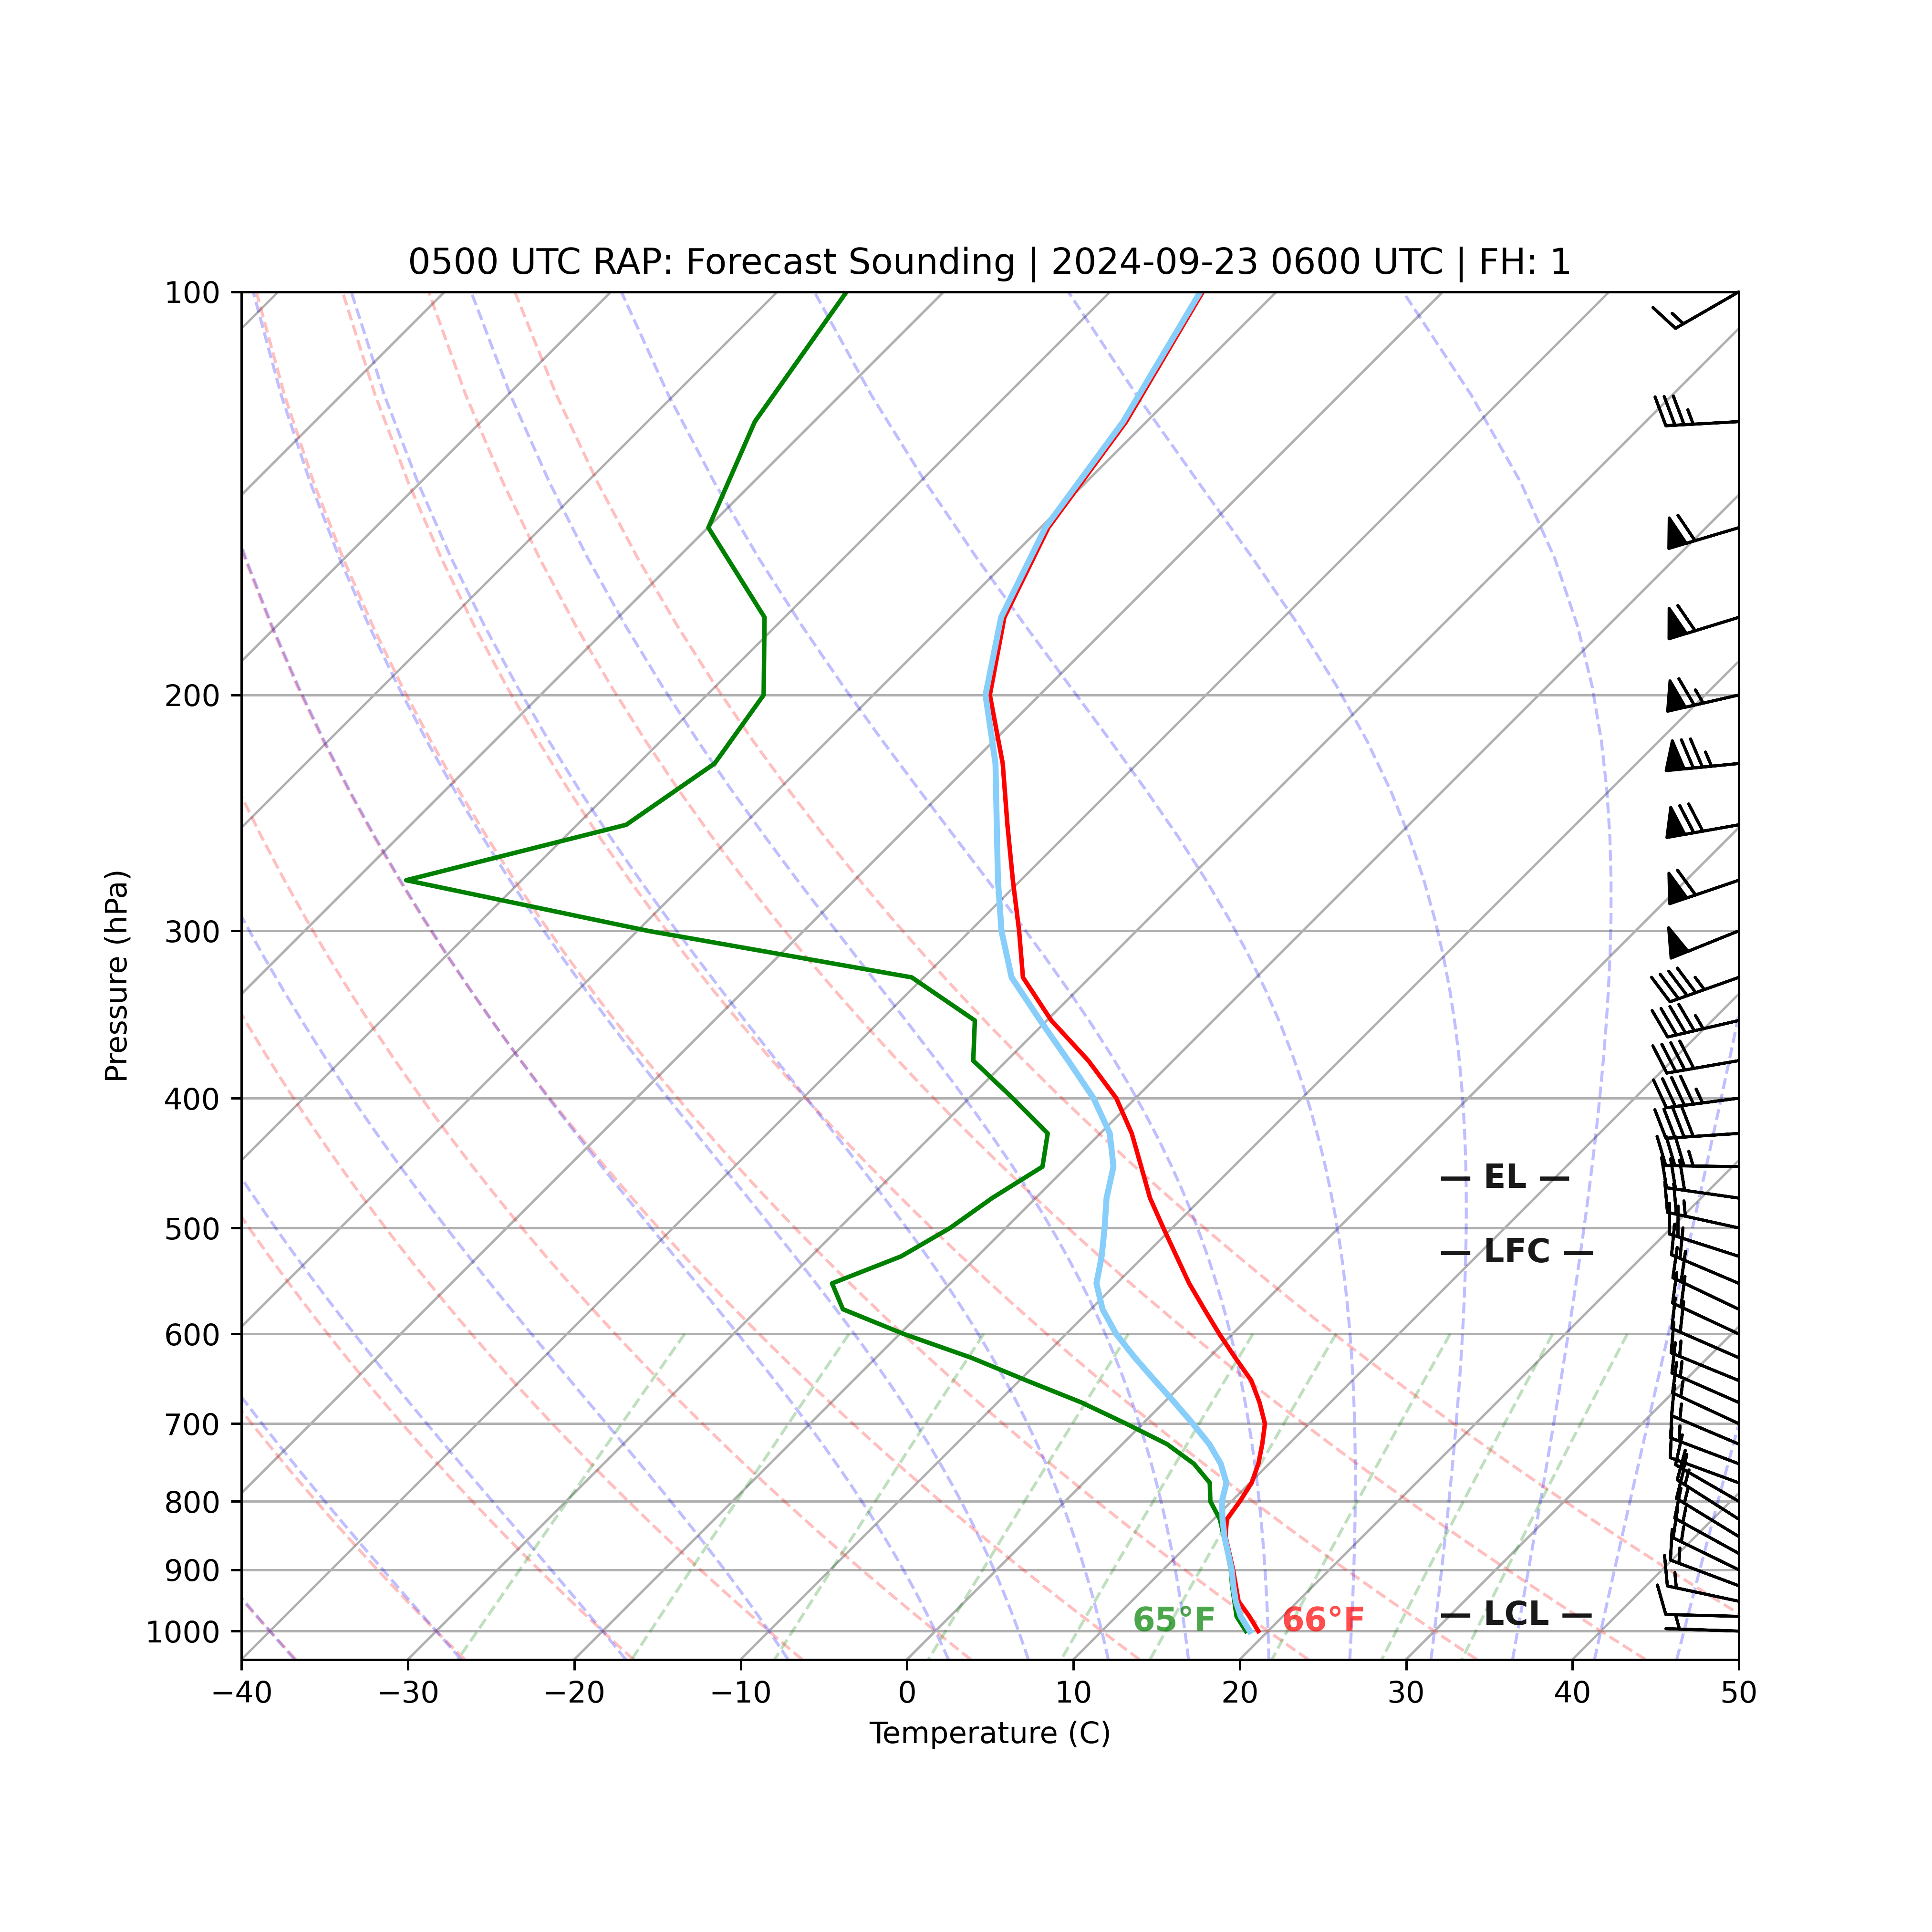 0500 UTC RAP: Forecast Sounding | 2024-09-23 0600 UTC | FH: 1
100
200
300
400
500
600
700
800
900
1000
Pressure (hPa)
— EL —
— LFC —
65°F 66°F — LCL —
−40 −30 −20 −10 0 10 20 30 40 50
Temperature (C)